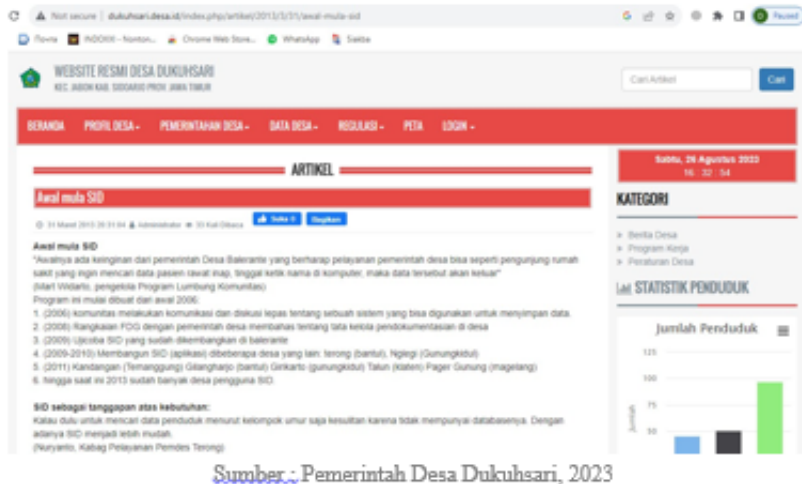 Not secure | dukuhsari.desa.id/index.php/artikel/2013/3/31/awal-mula-sid
Paused
INDOXXI - Nonton...
Chrome Web Store...
WhatsApp
WEBSITE RESMI DESA DUKUHSARI
KEC. JABON KAB. SIDOARJO PROV. JAWA TIMUR
Cari Artikel
Cari
BERANDA PROFIL DESA PEMERINTAHAN DESA DATA DESA REGULASI PETA LOGIN
ARTIKEL
Awal mula SID
31 Maret 2013 20:31:04 Administrator 33 Kali Dibaca Suka 0 Bagikan
Awal mula SID
"Awalnya ada keinginan dari pemerintah Desa Balerante yang berharap pelayanan pemerintah desa bisa seperti pengunjung rumah
sakit yang ingin mencari data pasien rawat inap, tinggal ketik nama di komputer, maka data tersebut akan keluar"
(Mart Widarto, pengelola Program Lumbung Komunitas)
Program ini mulai dibuat dari awal 2006:
1. (2006) komunitas melakukan komunikasi dan diskusi lepas tentang sebuah sistem yang bisa digunakan untuk menyimpan data.
2. (2008) Rangkaian FDG dengan pemerintah desa membahas tentang tata kelola pendokumentasian di desa
3. (2009) Ujicoba SID yang sudah dikembangkan di balerante
4. (2009-2010) Membangun SID (aplikasi) dibeberapa desa yang lain: terong (bantul), Nglegi (Gunungkidul)
5. (2011) Kandangan (Temanggung) Gilangharjo (bantul) Girikarto (gunungkidul) Talun (klaten) Pager Gunung (magelang)
6. hingga saat ini 2013 sudah banyak desa pengguna SID.
SID sebagai tanggapan atas kebutuhan:
Kalau dulu untuk mencari data penduduk menurut kelompok umur saja kesulitan karena tidak mempunyai databasenya. Dengan
adanya SID menjadi lebih mudah.
(Nuryanto, Kabag Pelayanan Pemdes Terong)
Sabtu, 26 Agustus 2023
16 : 32 : 54
KATEGORI
Berita Desa
Program Kerja
Peraturan Desa
STATISTIK PENDUDUK
Jumlah Penduduk
125
100
75
50
Jumlah
Sumber : Pemerintah Desa Dukuhsari, 2023